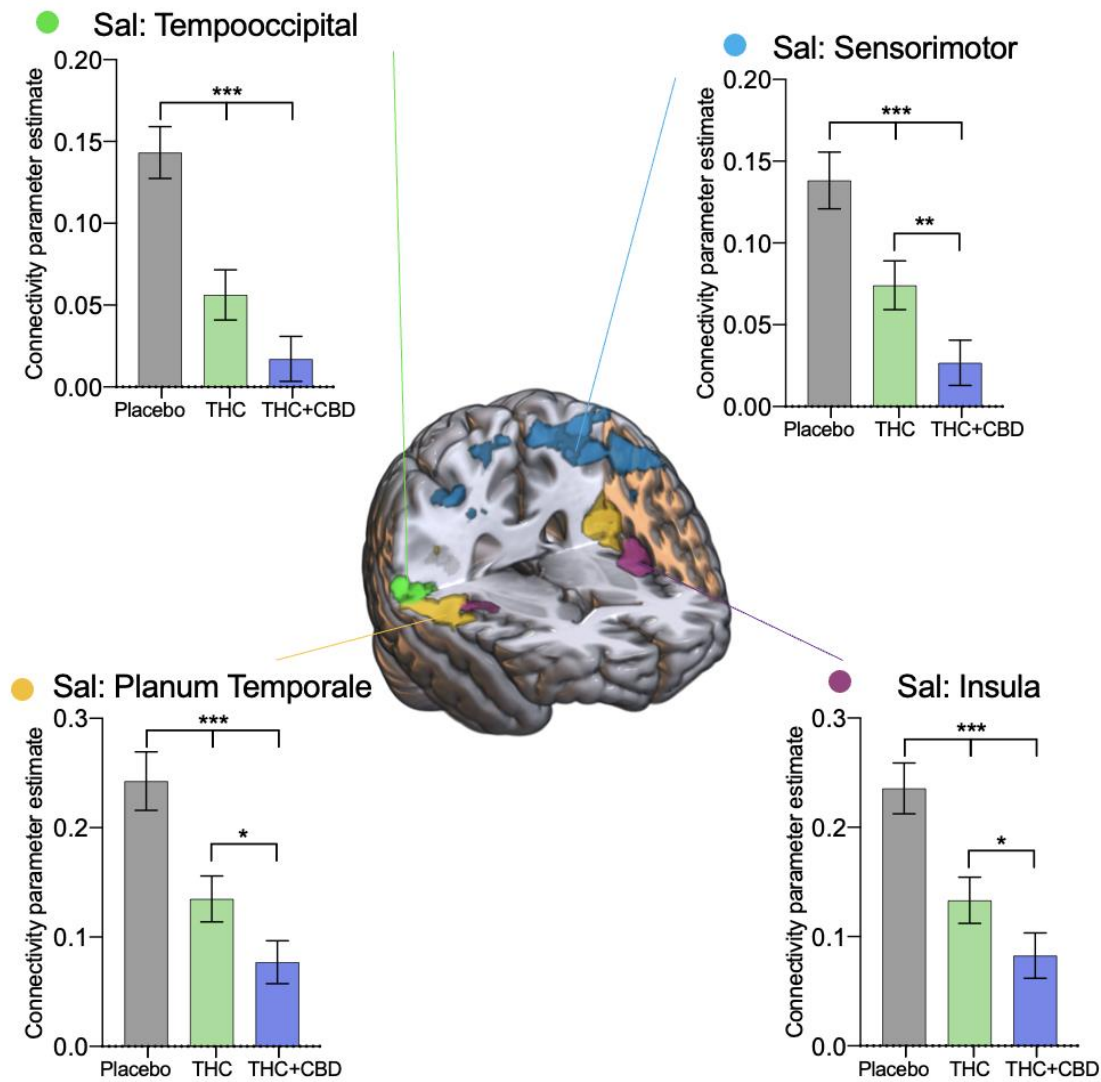 Sal: Tempooccipital
Connectivity parameter estimate
0.20
***
0.15
0.10
0.05
0.00
Placebo THC THC+CBD
Sal: Sensorimotor
Connectivity parameter estimate
0.20
***
0.15
**
0.10
0.05
0.00
Placebo THC THC+CBD
Sal: Planum Temporale
Connectivity parameter estimate
0.3
***
0.2
*
0.1
0.0
Placebo THC THC+CBD
Sal: Insula
Connectivity parameter estimate
0.3
***
0.2
*
0.1
0.0
Placebo THC THC+CBD